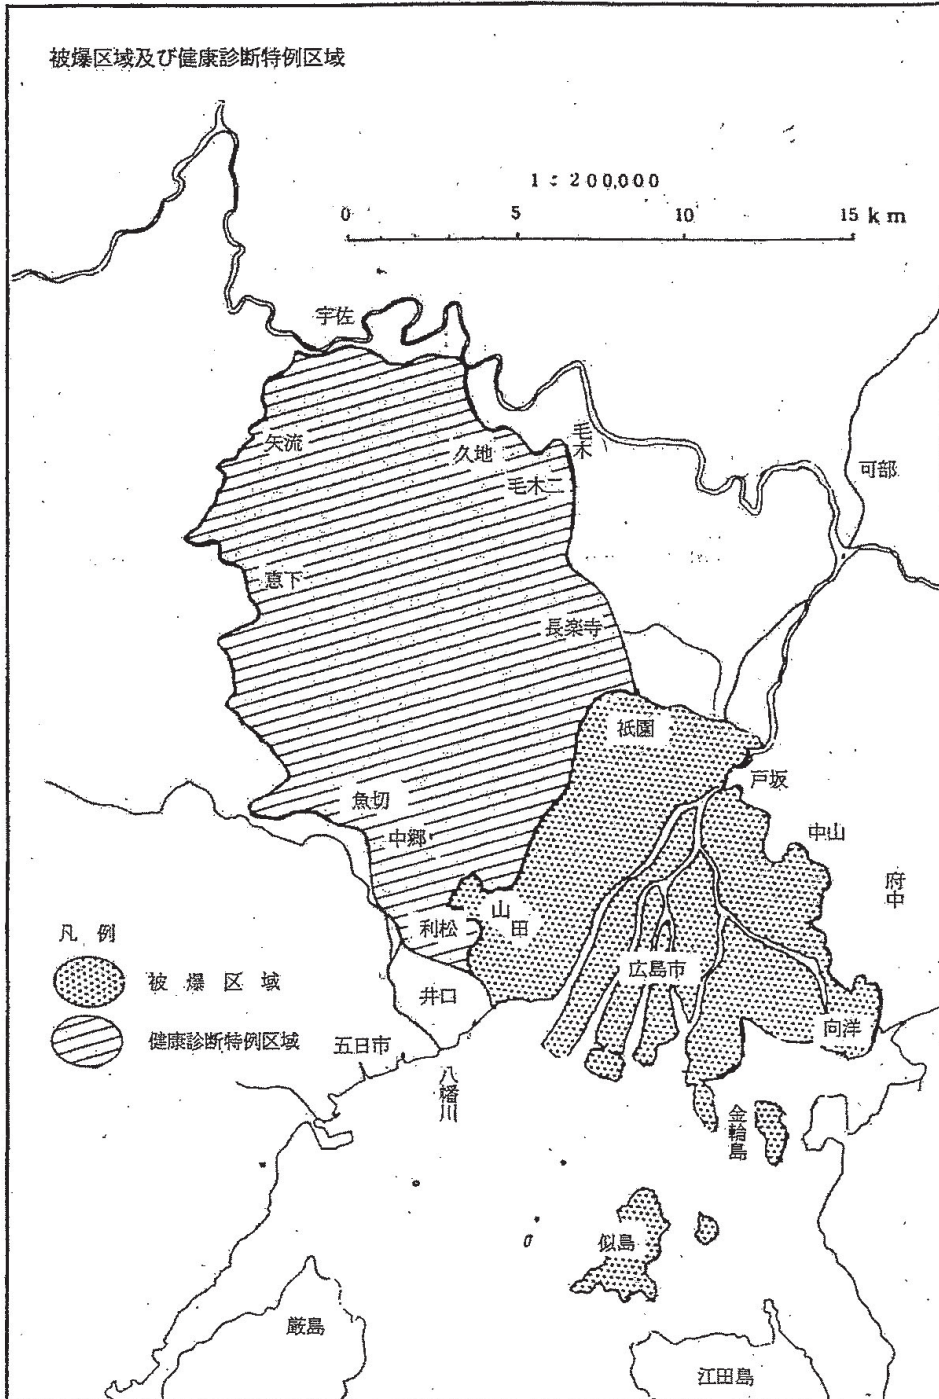 被爆区域及び健康診断特例区域
1:200,000
0 5 10 15 km
宇佐
矢流
久地
毛木
毛木二
可部
恵下
長楽寺
祇園
戸坂
魚切
中郷
中山
府中
山田
利松
広島市
井口
向洋
凡例
被爆区域
健康診断特例区域
五日市
八幡川
金輪島
似島
厳島
江田島